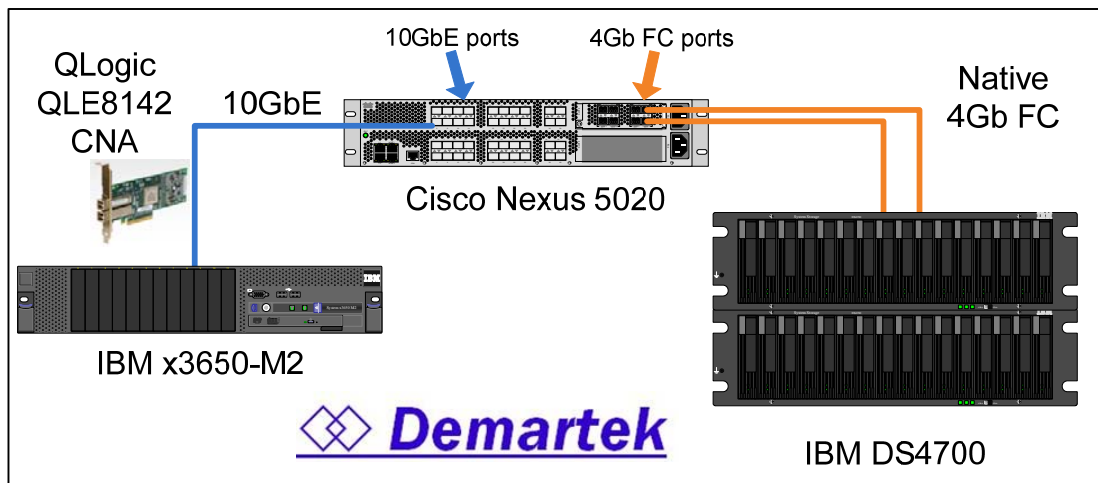 10GbE ports
4Gb FC ports
QLogic
QLE8142
CNA
10GbE
Native
4Gb FC
Cisco Nexus 5020
IBM
IBM x3650-M2
Demartek
IBM DS4700